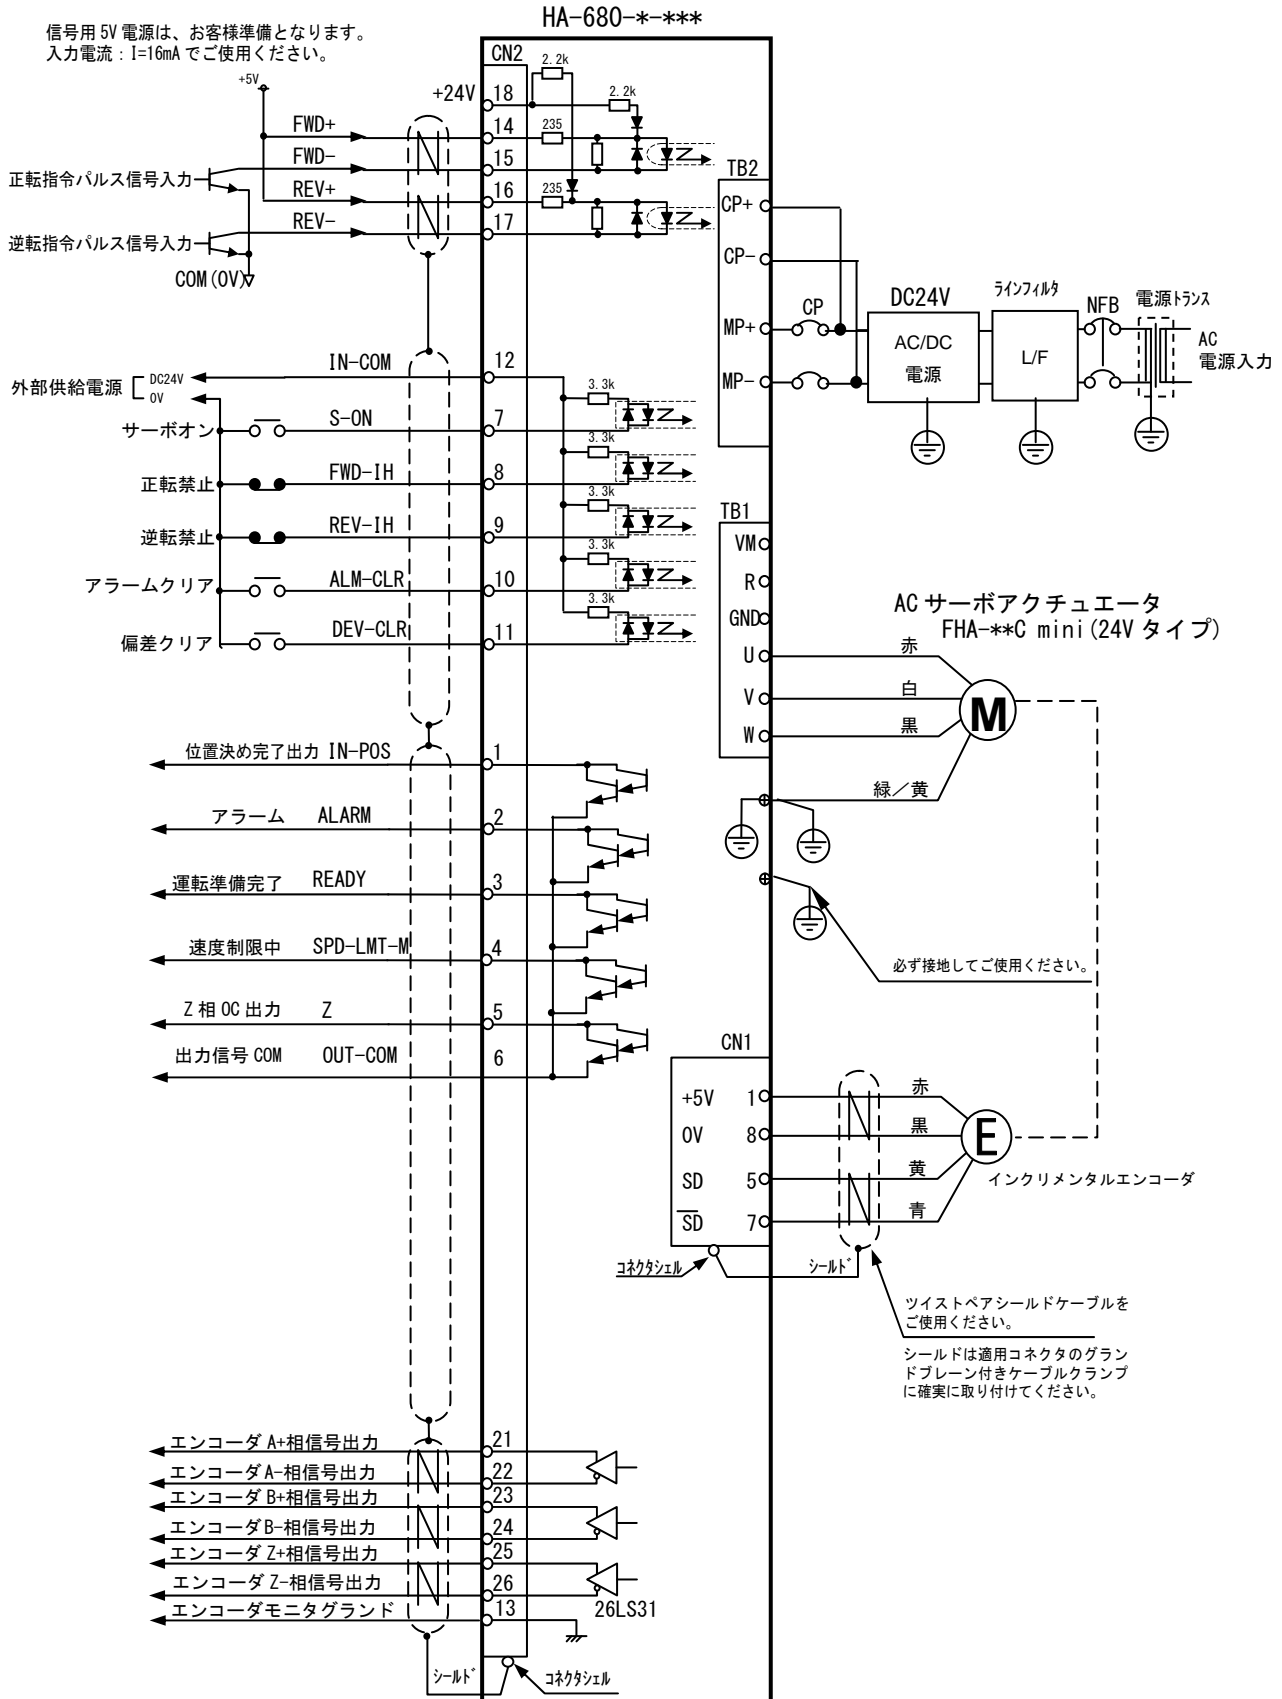 HA-680-*-***
信号用5V電源は、お客様準備となります。
入力電流：I=16mAでご使用ください。
CN2
2.2k
+5V
+24V
18
2.2k
FWD+
14
235
FWD-
15
正転指令パルス信号入力
REV+
16
235
REV-
17
逆転指令パルス信号入力
COM(0V)
TB2
CP+
CP-
MP+
MP-
CP
DC24V
AC/DC
電源
ラインフィルタ
L/F
NFB
電源トランス
AC
電源入力
IN-COM
12
外部供給電源
DC24V
0V
3.3k
サーボオン
S-ON
7
3.3k
正転禁止
FWD-IH
8
3.3k
逆転禁止
REV-IH
9
3.3k
アラームクリア
ALM-CLR
10
3.3k
偏差クリア
DEV-CLR
11
TB1
VM
R
GND
U
V
W
ACサーボアクチュエータ
FHA-**C mini(24Vタイプ)
赤
白
黒
M
緑／黄
位置決め完了出力 IN-POS
1
アラーム ALARM
2
運転準備完了 READY
3
速度制限中 SPD-LMT-M
4
Z相OC出力 Z
5
出力信号COM OUT-COM
6
必ず接地してご使用ください。
CN1
+5V 1
0V 8
SD 5
SD 7
赤
黒
黄
青
E
インクリメンタルエンコーダ
コネクタシェル
シールド
ツイストペアシールドケーブルを
ご使用ください。
シールドは適用コネクタのグラン
ドプレーン付きケーブルクランプ
に確実に取り付けてください。
エンコーダA+相信号出力
21
エンコーダA-相信号出力
22
エンコーダB+相信号出力
23
エンコーダB-相信号出力
24
エンコーダZ+相信号出力
25
エンコーダZ-相信号出力
26
26LS31
エンコーダモニタグランド
13
シールド
コネクタシェル